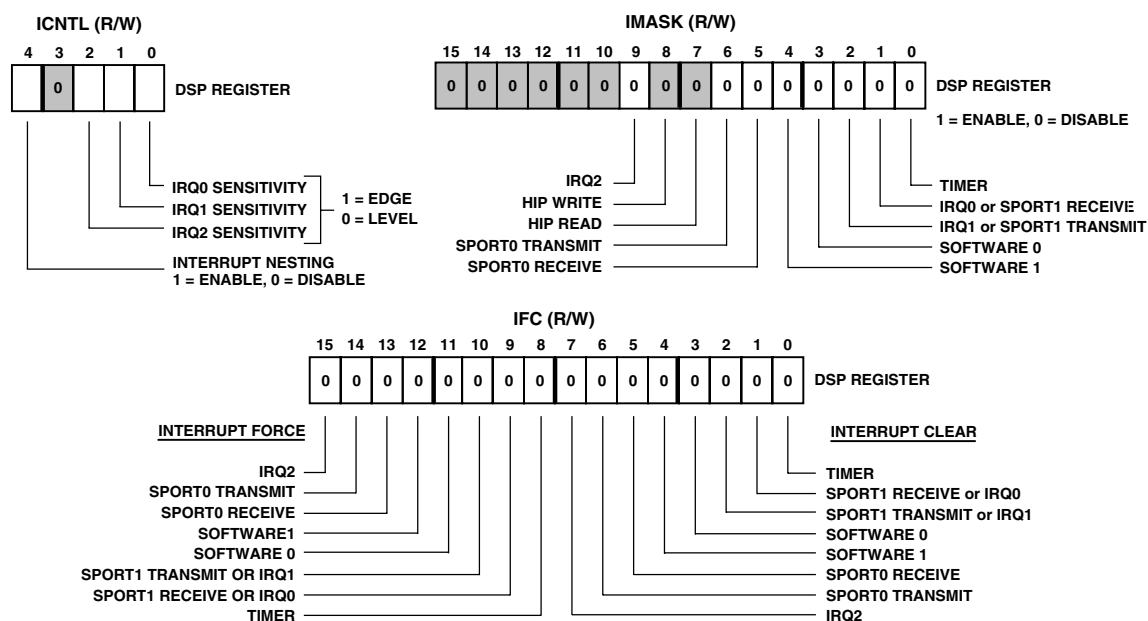 ICNTL (R/W)
4 3 2 1 0
0
DSP REGISTER
IRQ0 SENSITIVITY
IRQ1 SENSITIVITY
IRQ2 SENSITIVITY
1 = EDGE
0 = LEVEL
INTERRUPT NESTING
1 = ENABLE, 0 = DISABLE
IMASK (R/W)
15 14 13 12 11 10 9 8 7 6 5 4 3 2 1 0
0 0 0 0 0 0 0 0 0 0 0 0 0 0 0 0
DSP REGISTER
1 = ENABLE, 0 = DISABLE
IRQ2
HIP WRITE
HIP READ
SPORT0 TRANSMIT
SPORT0 RECEIVE
TIMER
IRQ0 or SPORT1 RECEIVE
IRQ1 or SPORT1 TRANSMIT
SOFTWARE 0
SOFTWARE 1
IFC (R/W)
15 14 13 12 11 10 9 8 7 6 5 4 3 2 1 0
0 0 0 0 0 0 0 0 0 0 0 0 0 0 0 0
DSP REGISTER
INTERRUPT FORCE
IRQ2
SPORT0 TRANSMIT
SPORT0 RECEIVE
SOFTWARE1
SOFTWARE 0
SPORT1 TRANSMIT OR IRQ1
SPORT1 RECEIVE OR IRQ0
TIMER
INTERRUPT CLEAR
TIMER
SPORT1 RECEIVE or IRQ0
SPORT1 TRANSMIT or IRQ1
SOFTWARE 0
SOFTWARE 1
SPORT0 RECEIVE
SPORT0 TRANSMIT
IRQ2